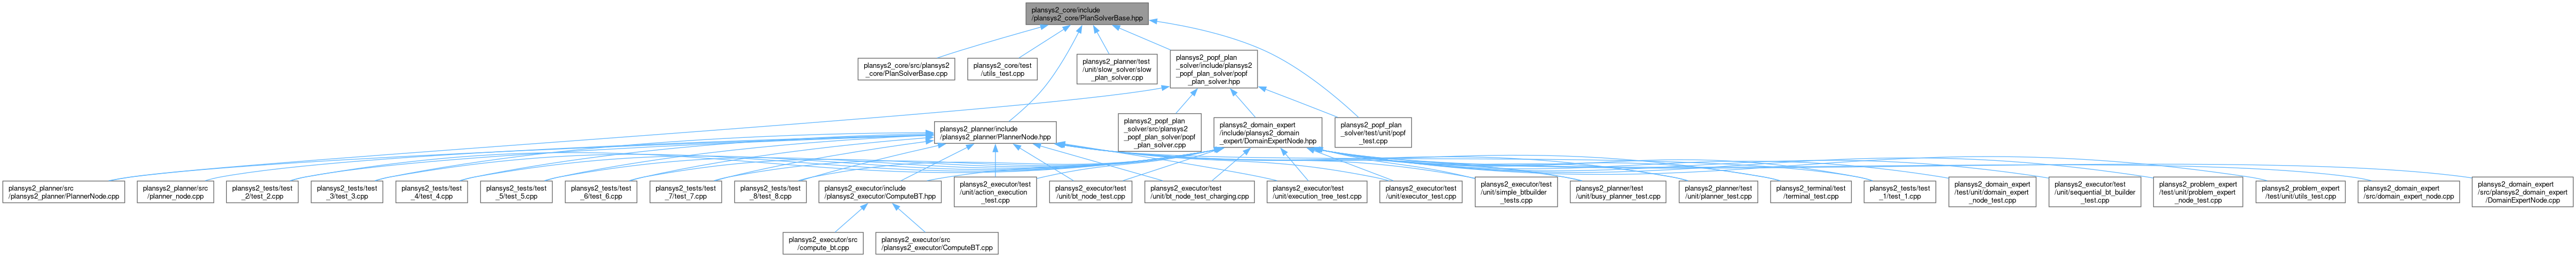 plansys2_core/include
/plansys2_core/PlanSolverBase.hpp
plansys2_core/src/plansys2
_core/PlanSolverBase.cpp
plansys2_core/test
/utils_test.cpp
plansys2_planner/test
/unit/slow_solver/slow
_plan_solver.cpp
plansys2_popf_plan
_solver/include/plansys2
_popf_plan_solver/popf
_plan_solver.hpp
plansys2_planner/include
/plansys2_planner/PlannerNode.hpp
plansys2_popf_plan
_solver/src/plansys2
_popf_plan_solver/popf
_plan_solver.cpp
plansys2_domain_expert
/include/plansys2_domain
_expert/DomainExpertNode.hpp
plansys2_popf_plan
_solver/test/unit/popf
_test.cpp
plansys2_planner/src
/plansys2_planner/PlannerNode.cpp
plansys2_planner/src
/planner_node.cpp
plansys2_tests/test
_2/test_2.cpp
plansys2_tests/test
_3/test_3.cpp
plansys2_tests/test
_4/test_4.cpp
plansys2_tests/test
_5/test_5.cpp
plansys2_tests/test
_6/test_6.cpp
plansys2_tests/test
_7/test_7.cpp
plansys2_tests/test
_8/test_8.cpp
plansys2_executor/include
/plansys2_executor/ComputeBT.hpp
plansys2_executor/test
/unit/action_execution
_test.cpp
plansys2_executor/test
/unit/bt_node_test.cpp
plansys2_executor/test
/unit/bt_node_test_charging.cpp
plansys2_executor/test
/unit/execution_tree_test.cpp
plansys2_executor/test
/unit/executor_test.cpp
plansys2_executor/test
/unit/simple_btbuilder
_tests.cpp
plansys2_planner/test
/unit/busy_planner_test.cpp
plansys2_planner/test
/unit/planner_test.cpp
plansys2_terminal/test
/terminal_test.cpp
plansys2_tests/test
_1/test_1.cpp
plansys2_domain_expert
/test/unit/domain_expert
_node_test.cpp
plansys2_executor/test
/unit/sequential_bt_builder
_test.cpp
plansys2_problem_expert
/test/unit/problem_expert
_node_test.cpp
plansys2_problem_expert
/test/unit/utils_test.cpp
plansys2_domain_expert
/src/domain_expert_node.cpp
plansys2_domain_expert
/src/plansys2_domain_expert
/DomainExpertNode.cpp
plansys2_executor/src
/compute_bt.cpp
plansys2_executor/src
/plansys2_executor/ComputeBT.cpp